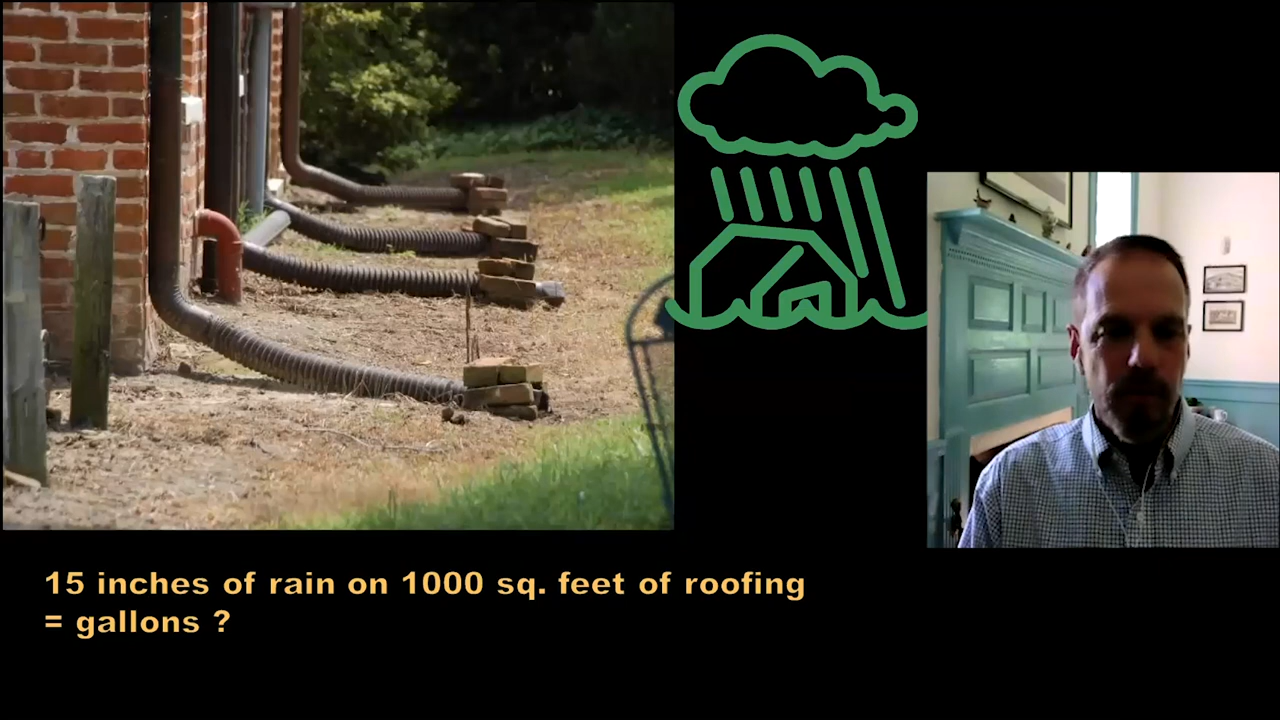 15 inches of rain on 1000 sq. feet of roofing
= gallons ?